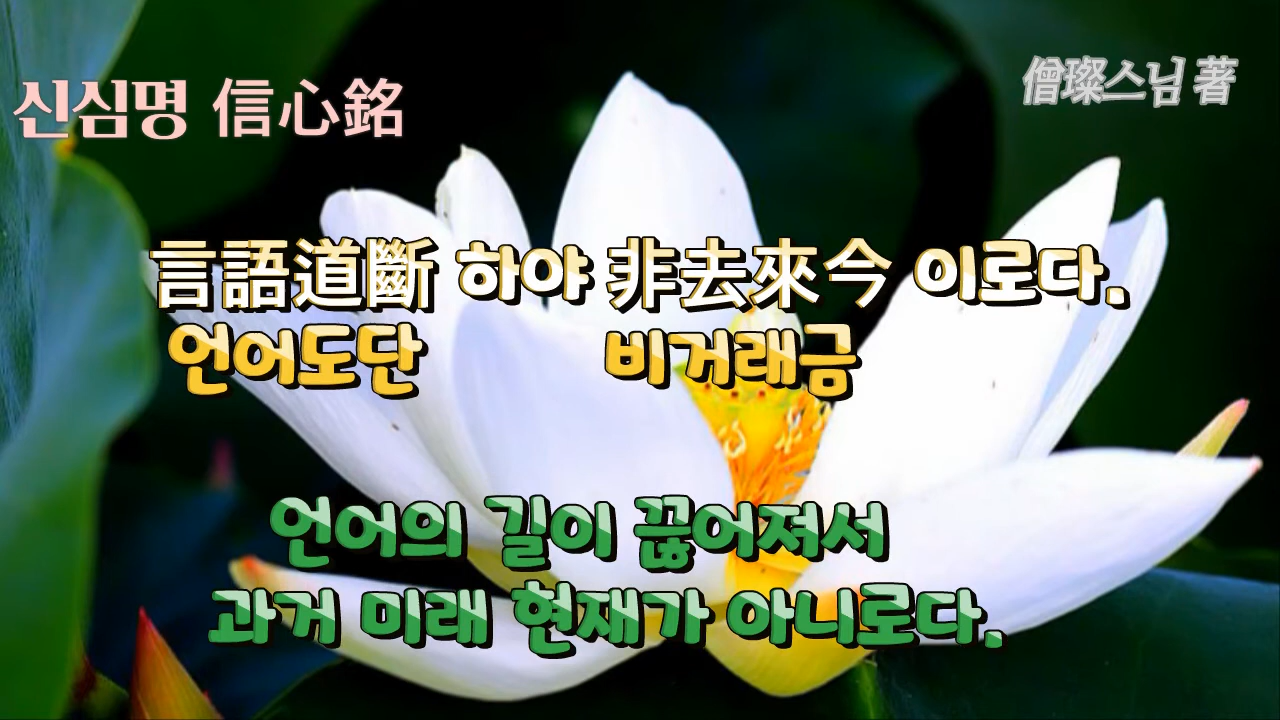 신심명 信心銘
僧璨스님 著
言語道斷 하야 非去來今 이로다.
언어도단 비거래금
언어의 길이 끊어져서
과거 미래 현재가 아니로다.